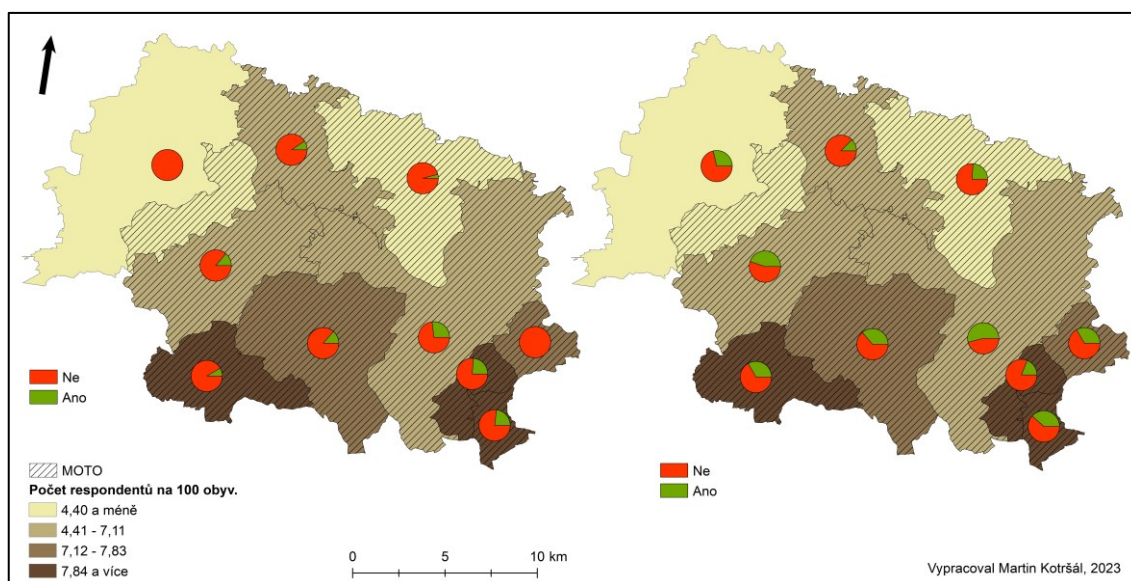 Ne
Ano
MOTO
Počet respondentů na 100 obyv.
4,40 a méně
4,41 - 7,11
7,12 - 7,83
7,84 a více
0 5 10 km
Ne
Ano
Vypracoval Martin Kotršál, 2023